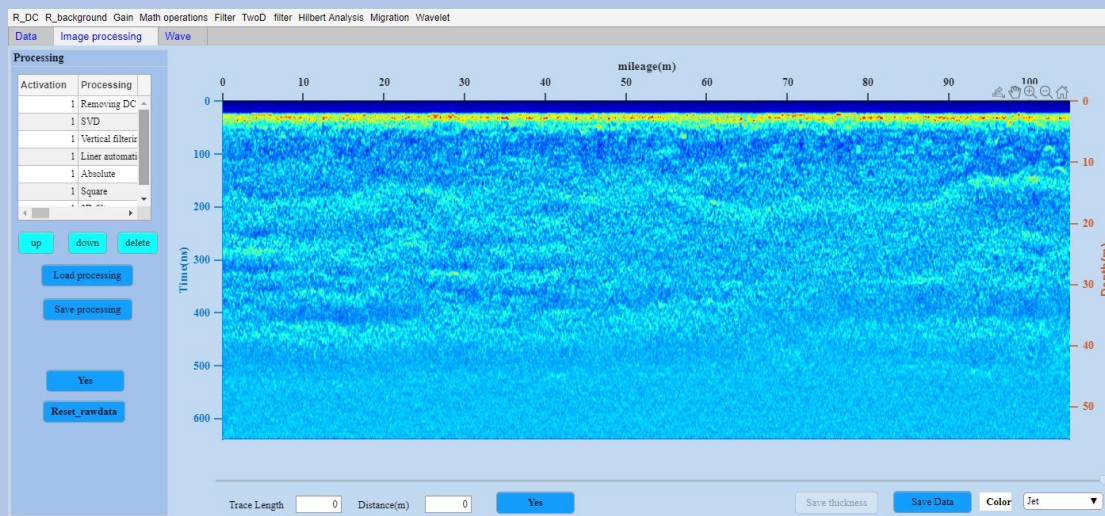 R_DC R_background Gain Math operations Filter TwoD filter Hilbert Analysis Migration Wavelet
Data Image processing Wave
Processing
Activation Processing
1 Removing DC
1 SVD
1 Vertical filterin
1 Liner automati
1 Absolute
1 Square
up down delete
Load processing
Save processing
Yes
Reset_rawdata
mileage(m)
0 10 20 30 40 50 60 70 80 90 100
Time(ns)
0
100
200
300
400
500
600
Depth(m)
0
10
20
30
40
50
Trace Length 0 Distance(m) 0 Yes Save thickness Save Data Color Jet